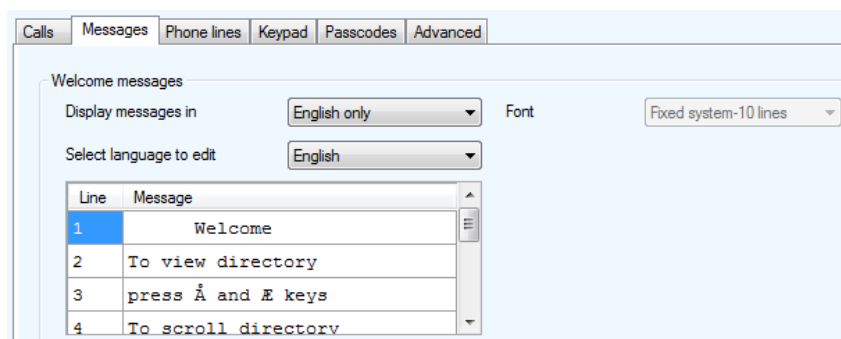 Calls Messages Phone lines Keypad Passcodes Advanced
Welcome messages
Display messages in English only Font Fixed system-10 lines
Select language to edit English
Line Message
1 Welcome
2 To view directory
3 press Å and Æ keys
4 To scroll directory